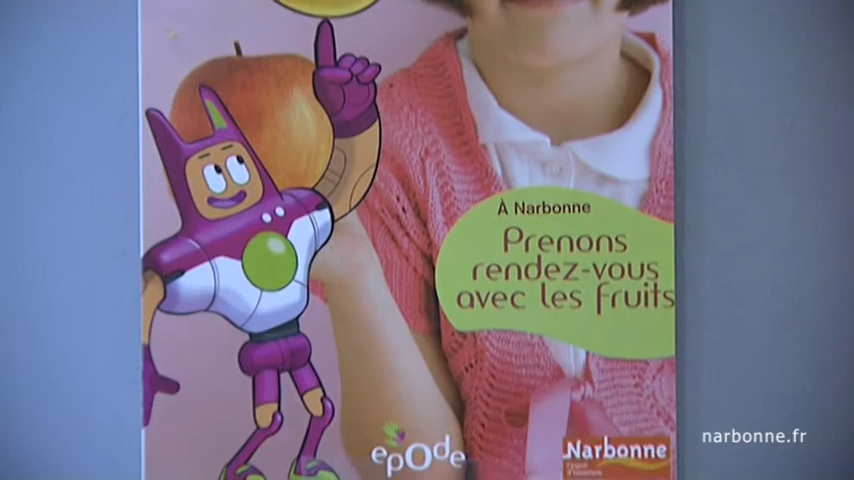 À Narbonne
Prenons
rendez-vous
avec les fruits
epode
Narbonne
narbonne.fr